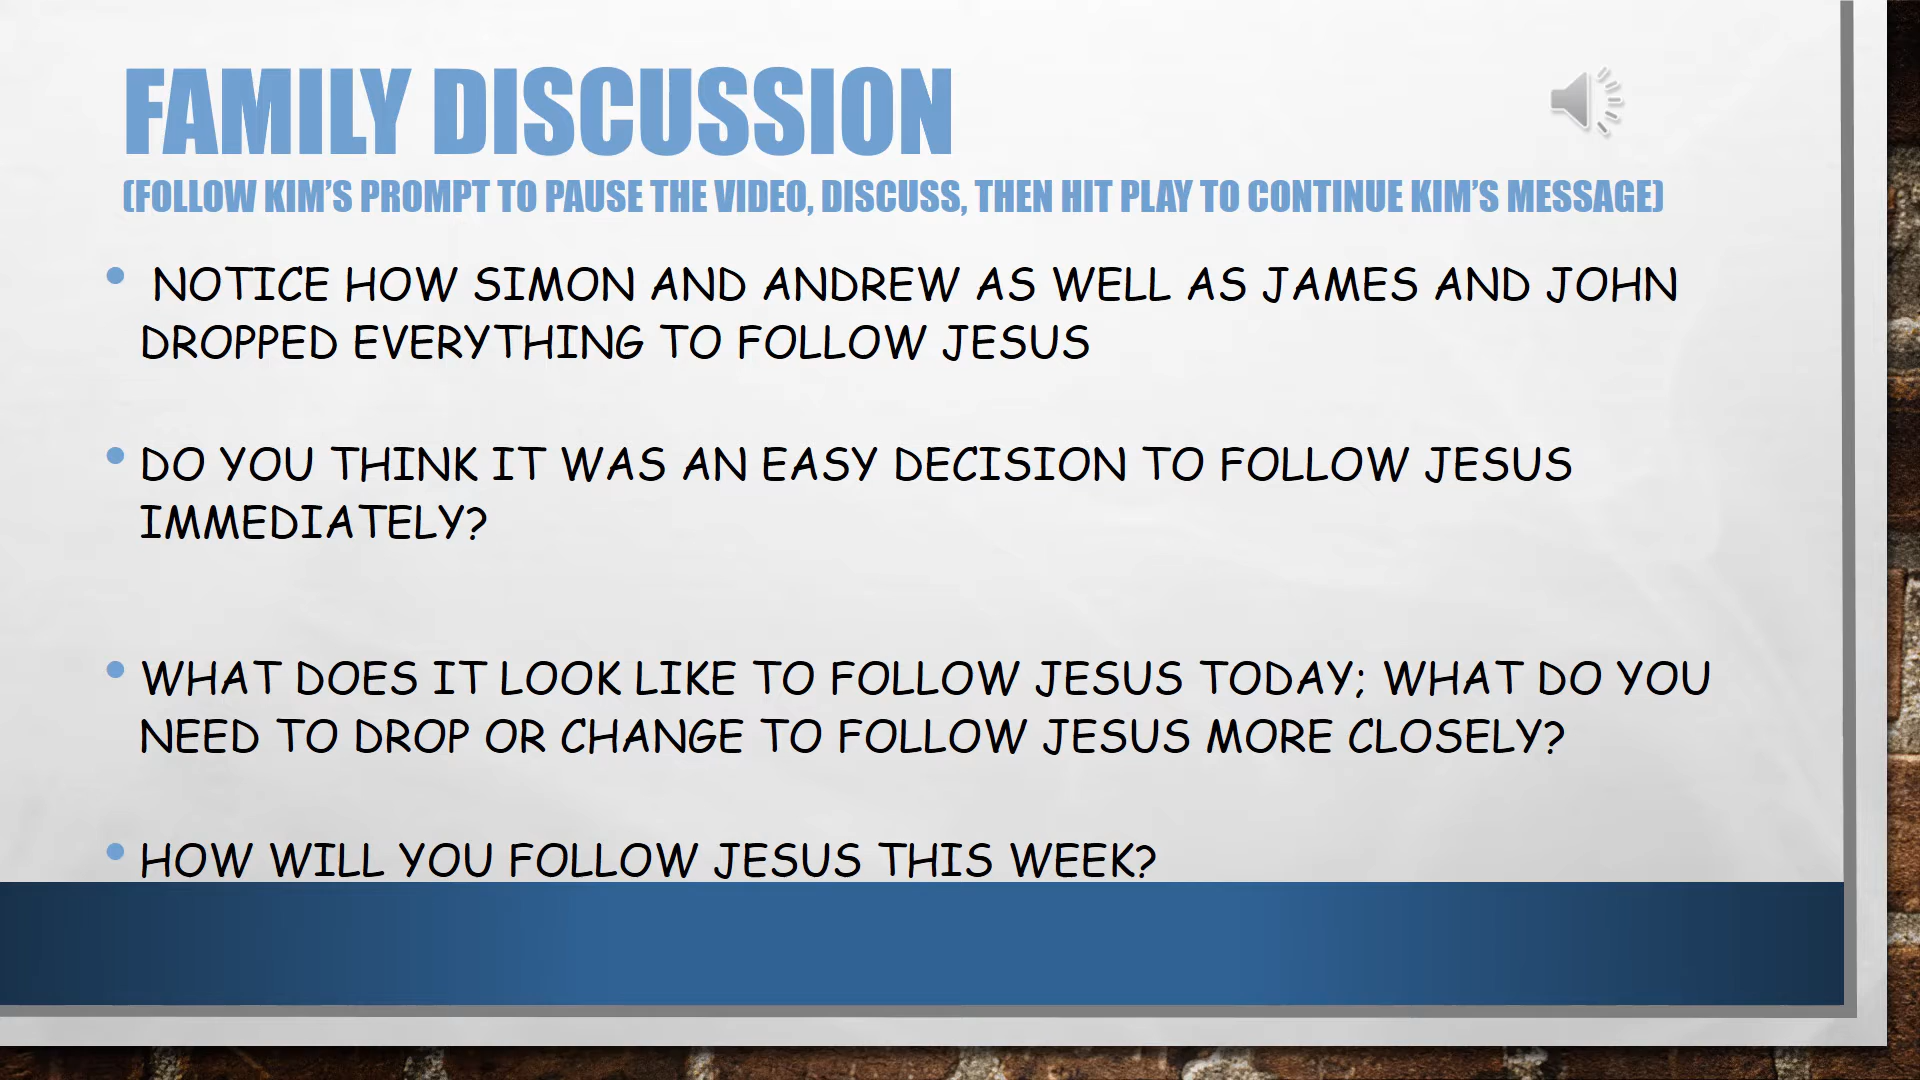 FAMILY DISCUSSION
(FOLLOW KIM'S PROMPT TO PAUSE THE VIDEO, DISCUSS, THEN HIT PLAY TO CONTINUE KIM'S MESSAGE)
• NOTICE HOW SIMON AND ANDREW AS WELL AS JAMES AND JOHN
DROPPED EVERYTHING TO FOLLOW JESUS
• DO YOU THINK IT WAS AN EASY DECISION TO FOLLOW JESUS
IMMEDIATELY?
• WHAT DOES IT LOOK LIKE TO FOLLOW JESUS TODAY; WHAT DO YOU
NEED TO DROP OR CHANGE TO FOLLOW JESUS MORE CLOSELY?
• HOW WILL YOU FOLLOW JESUS THIS WEEK?